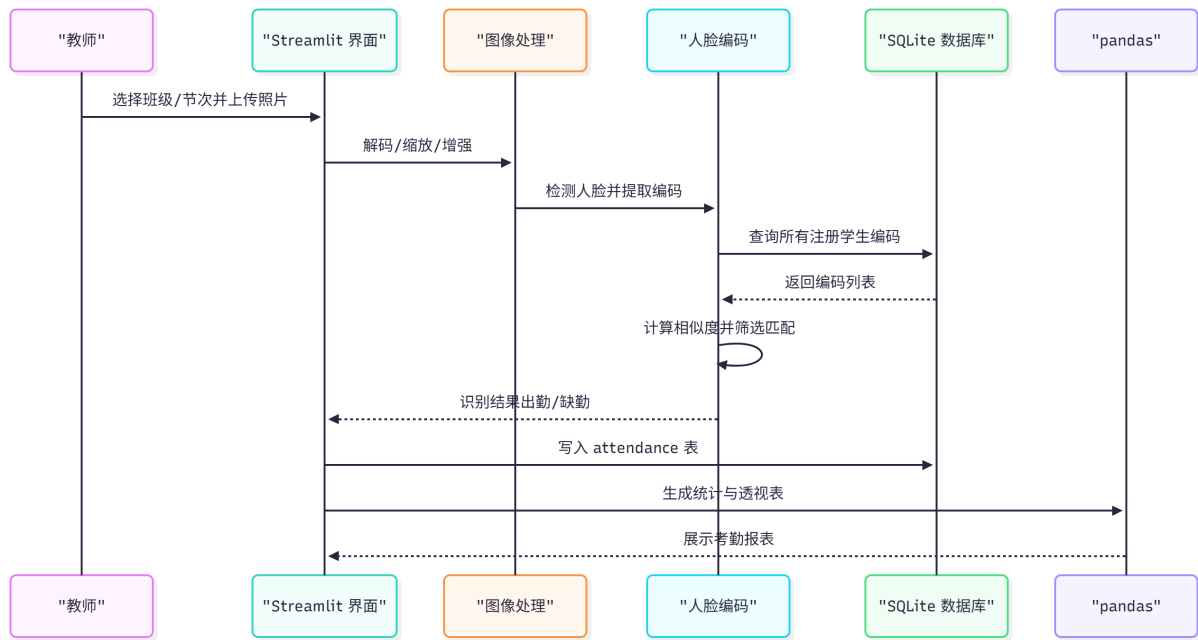 "教师"
"Streamlit 界面"
"图像处理"
"人脸编码"
"SQLite 数据库"
"pandas"
选择班级/节次并上传照片
解码/缩放/增强
检测人脸并提取编码
查询所有注册学生编码
返回编码列表
计算相似度并筛选匹配
识别结果出勤/缺勤
写入 attendance 表
生成统计与透视表
展示考勤报表
"教师"
"Streamlit 界面"
"图像处理"
"人脸编码"
"SQLite 数据库"
"pandas"